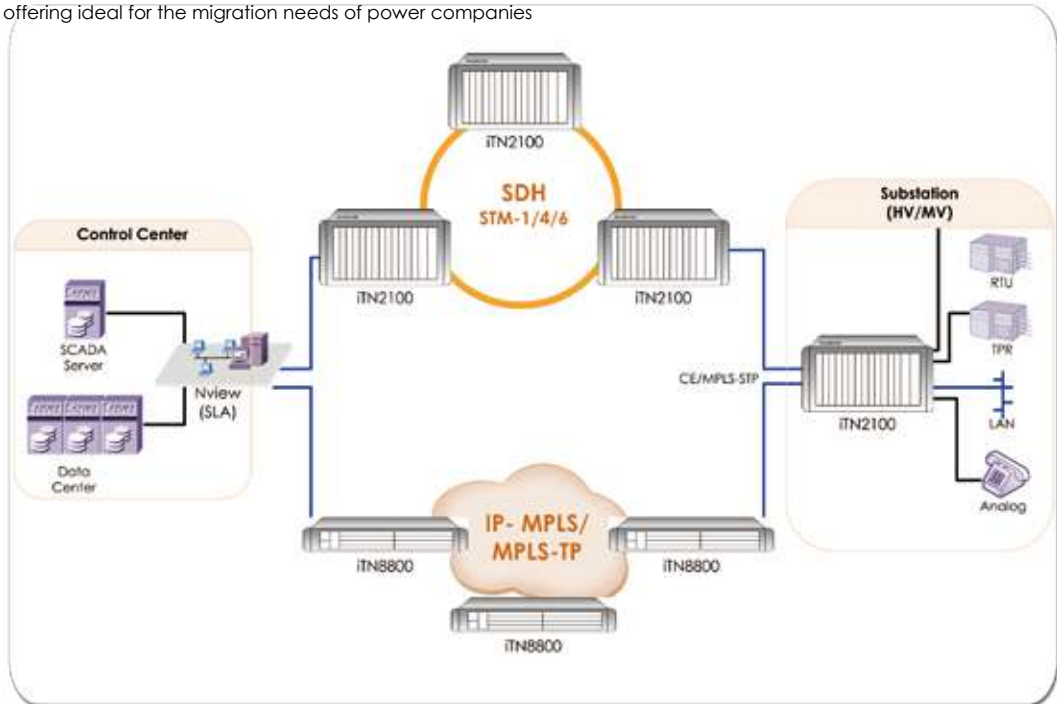 offering ideal for the migration needs of power companies
iTN2100
SDH
STM-1/4/6
Substation
(HV/MV)
Control Center
iTN2100
iTN2100
RTU
SCADA
Server
TPR
Nview
(SLA)
CE/MPLS-STP
iTN2100
LAN
Data
Center
Analog
IP- MPLS/
MPLS-TP
iTN8800
iTN8800
iTN8800